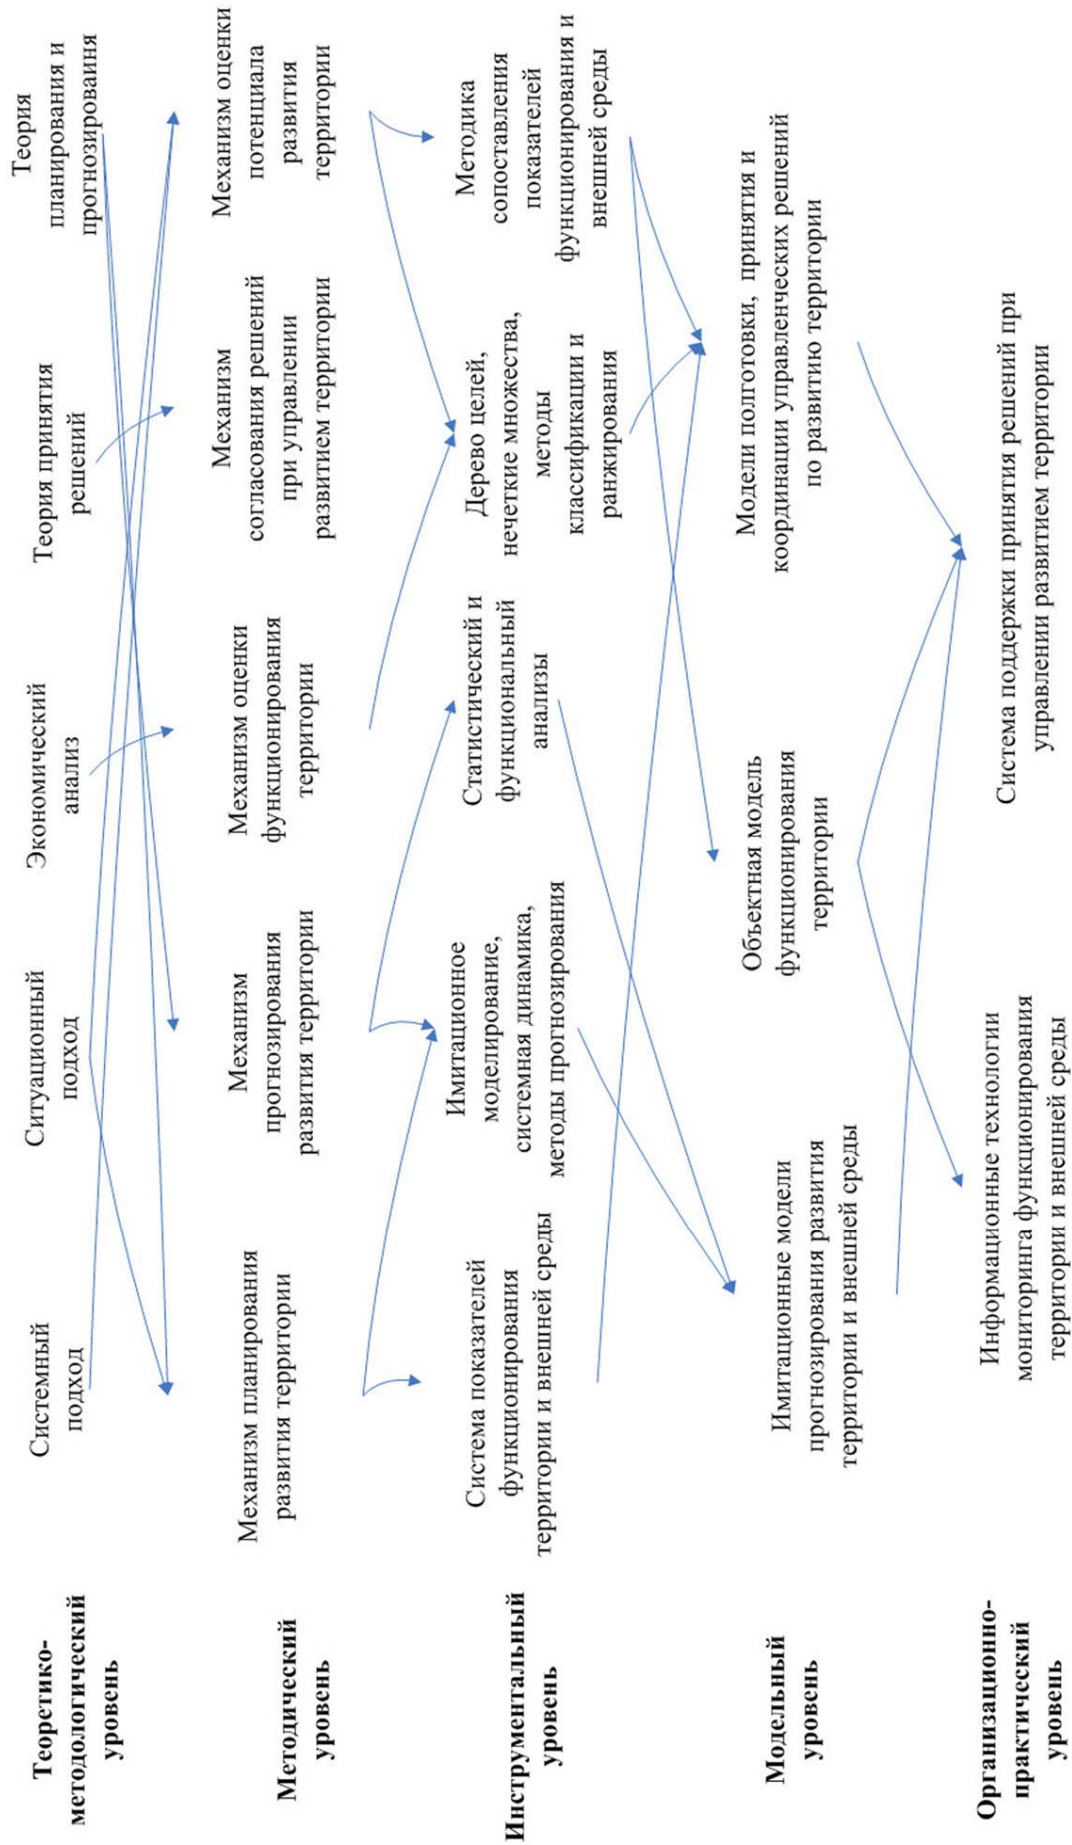 Теоретико-
методологический
уровень
Системный
подход
Ситуационный
подход
Экономический
анализ
Теория принятия
решений
Теория
планирования и
прогнозированиня
Методический
уровень
Механизм планирования
развития территории
Механизм
прогнозирования
развития территории
Механизм оценки
функционирования
территории
Механизм
согласования решений
при управлении
развитием территории
Механизм оценки
потенциала
развития
территории
Инструментальный
уровень
Система показателей
функционирования
территории и внешней среды
Имитационное
моделирование,
системная динамика,
методы прогнозирования
Статистический и
функциональный
анализы
Дерево целей,
нечеткие множества,
методы
классификации и
ранжирования
Методика
сопоставления
показателей
функционирования и
внешней среды
Модельный
уровень
Имитационные модели
прогнозирования развития
территории и внешней среды
Объектная модель
функционирования
территории
Модели полготовки, принятия и
координации управленческих решений
по развитию территории
Организационно-
практический
уровень
Информационные технологии
мониторинга функционирования
территории и внешней среды
Система поддержки принятия решений при
управлении развитием территории